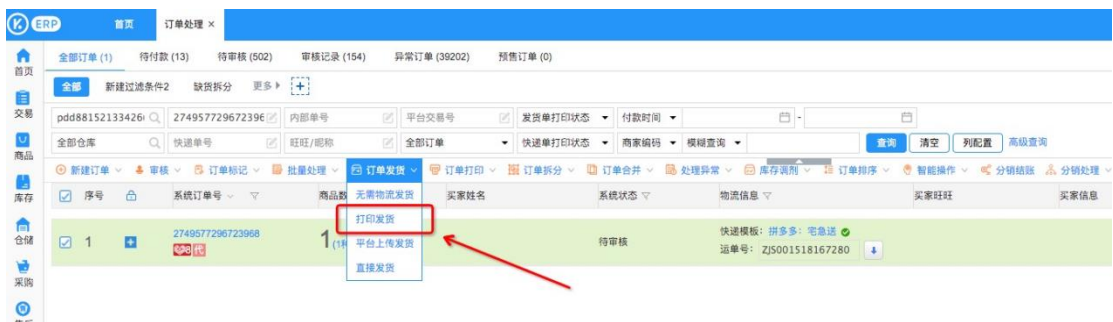 ERP 首页 订单处理 ×
首页 全部订单 (1) 待付款 (13) 待审核 (502) 审核记录 (154) 异常订单 (39202) 预售订单 (0)
全部 新建过滤条件2 缺货拆分 更多
交易 pdd88152133426 274957729672396 内部单号 平台交易号 发货单打印状态 付款时间 -
商品 全部仓库 快递单号 旺旺/昵称 全部订单 快递单打印状态 商家编码 模糊查询 查询 清空 列配置 高级查询
新建订单 审核 订单标记 批量处理 订单发货 订单打印 订单拆分 订单合并 处理异常 库存调剂 订单排序 智能操作 分销结账 分销处理
库存 序号 系统订单号 商品数 无需物流发货 买家姓名 系统状态 物流信息 买家旺旺 买家信息
打印发货
仓储 1 2749577296723968 代 1 (1种 平台上传发货 待审核 快递模板：拼多多：宅急送
运单号： ZJS001518167280
直接发货
采购